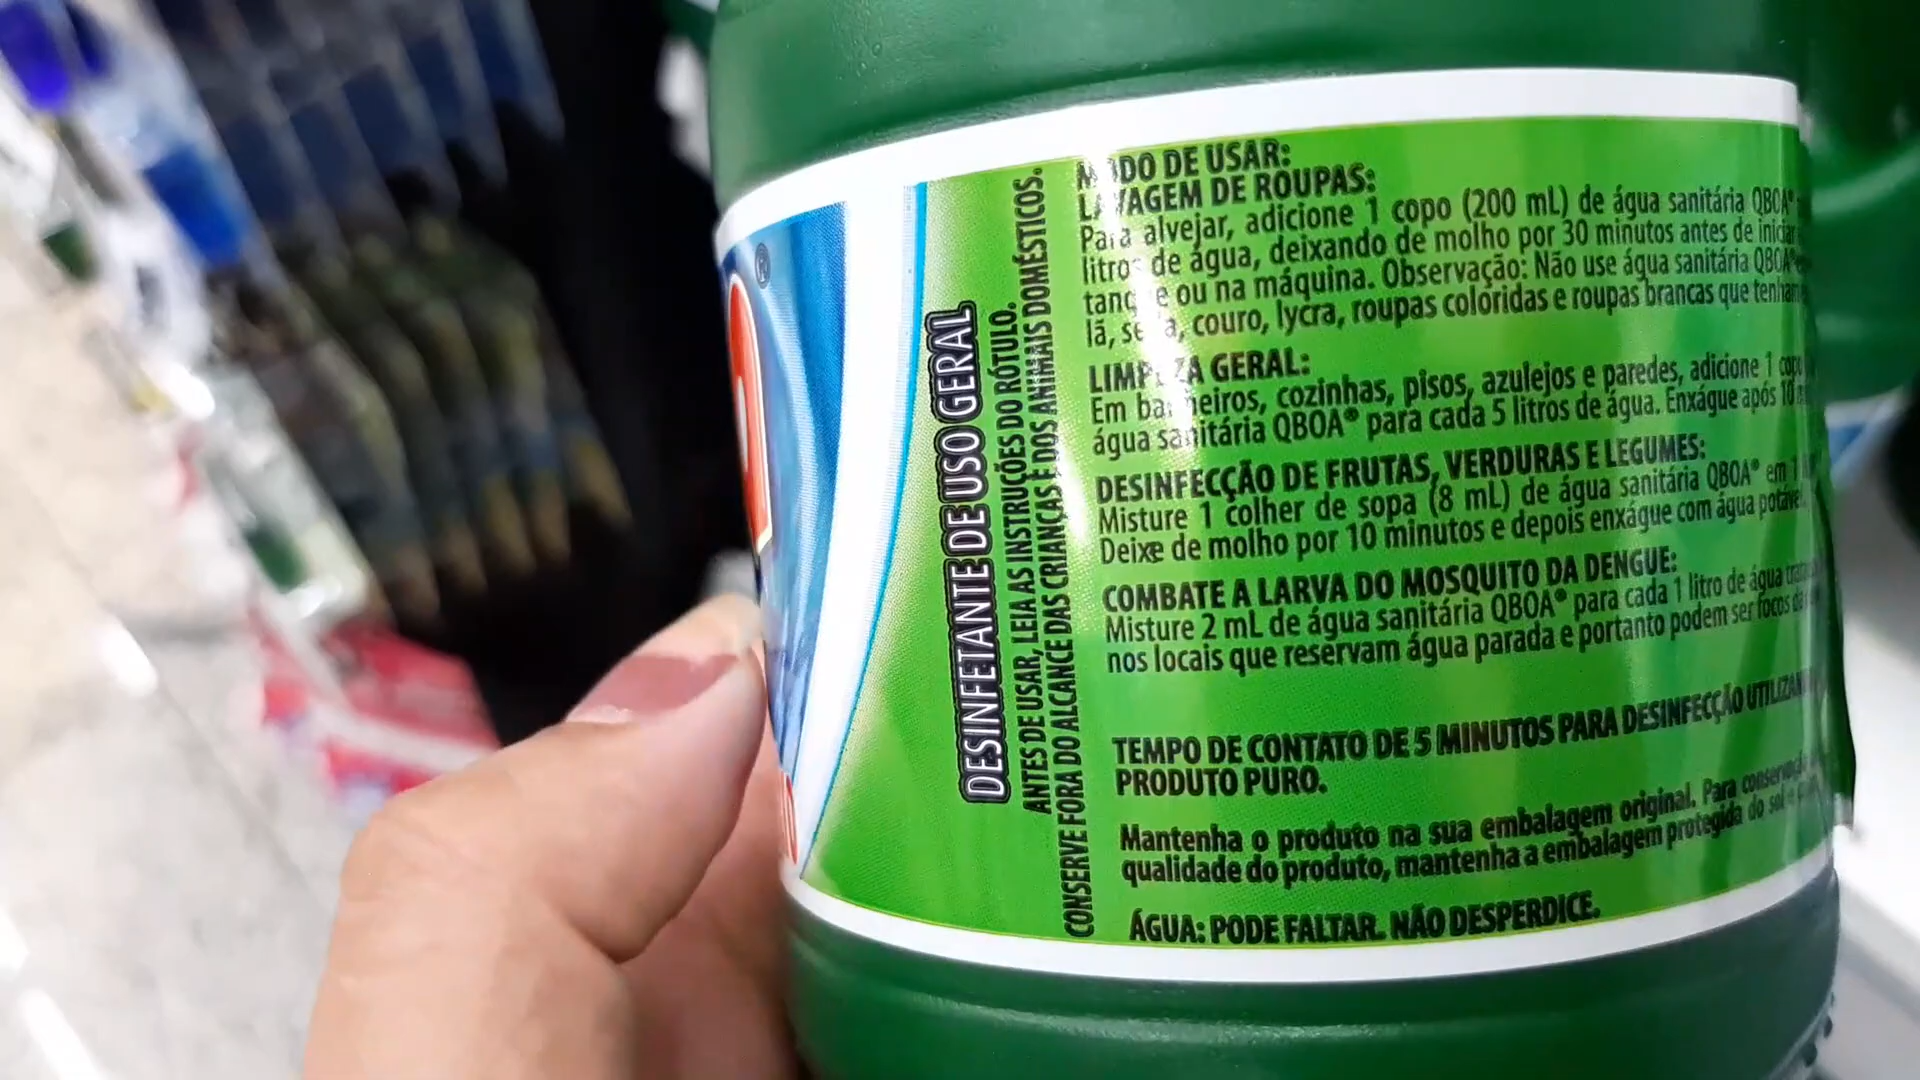 DESINFETANTE DE USO GERAL
ANTES DE USAR, LEIA AS INSTRUÇÕES DO RÓTULO.
CONSERVE FORA DO ALCANCE DAS CRIANÇAS E DOS ANIMAIS DOMÉSTICOS.
MODO DE USAR:
LAVAGEM DE ROUPAS:
Para alvejar, adicione 1 copo (200 mL) de água sanitária QBOA®
litros de água, deixando de molho por 30 minutos antes de iniciar
tanque ou na máquina. Observação: Não use água sanitária QBOA®
lã, seda, couro, lycra, roupas coloridas e roupas brancas que tenham
LIMPEZA GERAL:
Em banheiros, cozinhas, pisos, azulejos e paredes, adicione 1 copo
água sanitária QBOA® para cada 5 litros de água. Enxágue após 10
DESINFECÇÃO DE FRUTAS, VERDURAS E LEGUMES:
Misture 1 colher de sopa (8 mL) de água sanitária QBOA® em 1
Deixe de molho por 10 minutos e depois enxágue com água potável.
COMBATE A LARVA DO MOSQUITO DA DENGUE:
Misture 2 mL de água sanitária QBOA® para cada 1 litro de água
nos locais que reservam água parada e portanto podem ser focos
TEMPO DE CONTATO DE 5 MINUTOS PARA DESINFECÇÃO
PRODUTO PURO.
Mantenha o produto na sua embalagem original. Para
qualidade do produto, mantenha a embalagem protegida do sol
ÁGUA: PODE FALTAR. NÃO DESPERDICE.